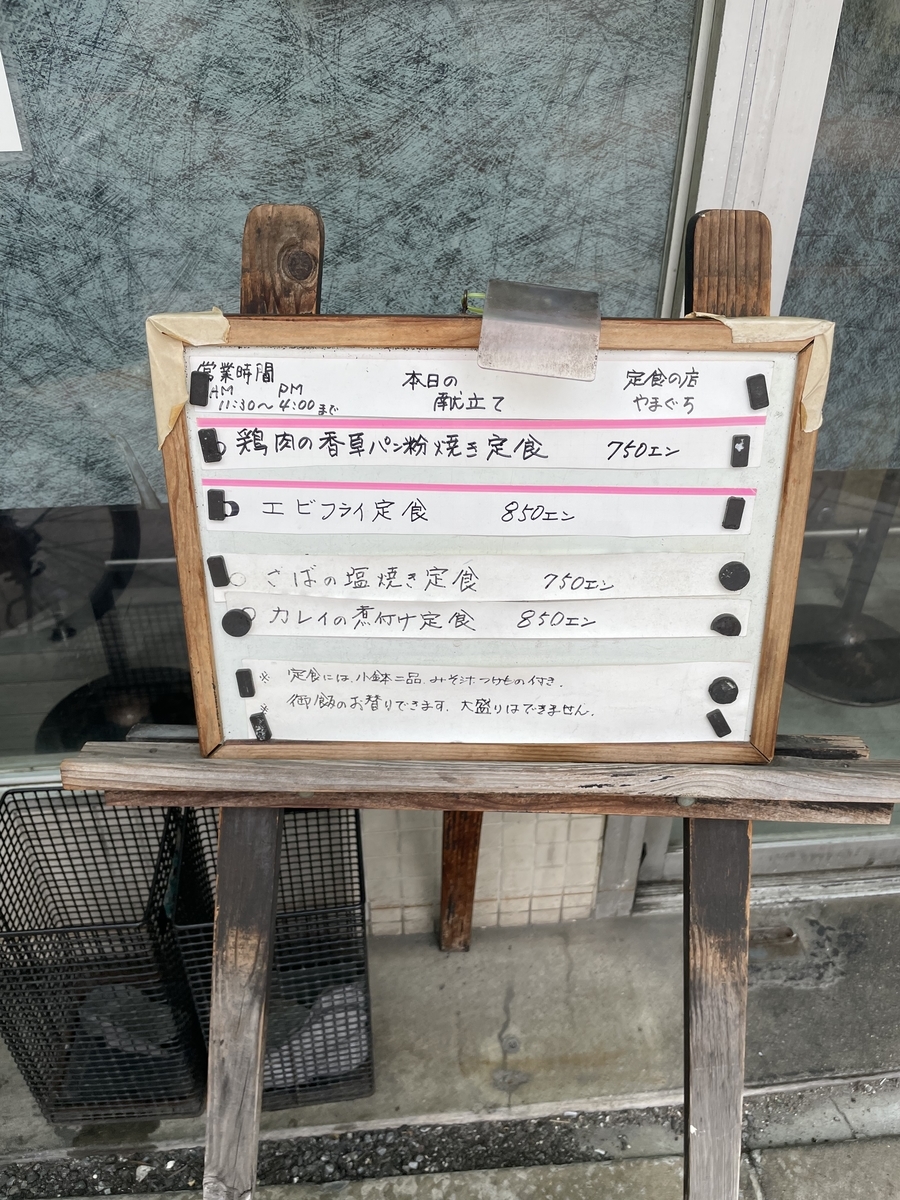 営業時間
AM PM
11:30〜4:00まで
本日の
献立て
定食の店
やまぐち
○ 鶏肉の香草パン粉焼き定食 750エン
○ エビフライ定食 850エン
○ さばの塩焼き定食 750エン
○ カレイの煮付け定食 850エン
※ 定食には、小鉢二品、みそ汁、つけもの付き.
※ 御飯のお替りできます、大盛りはできません.